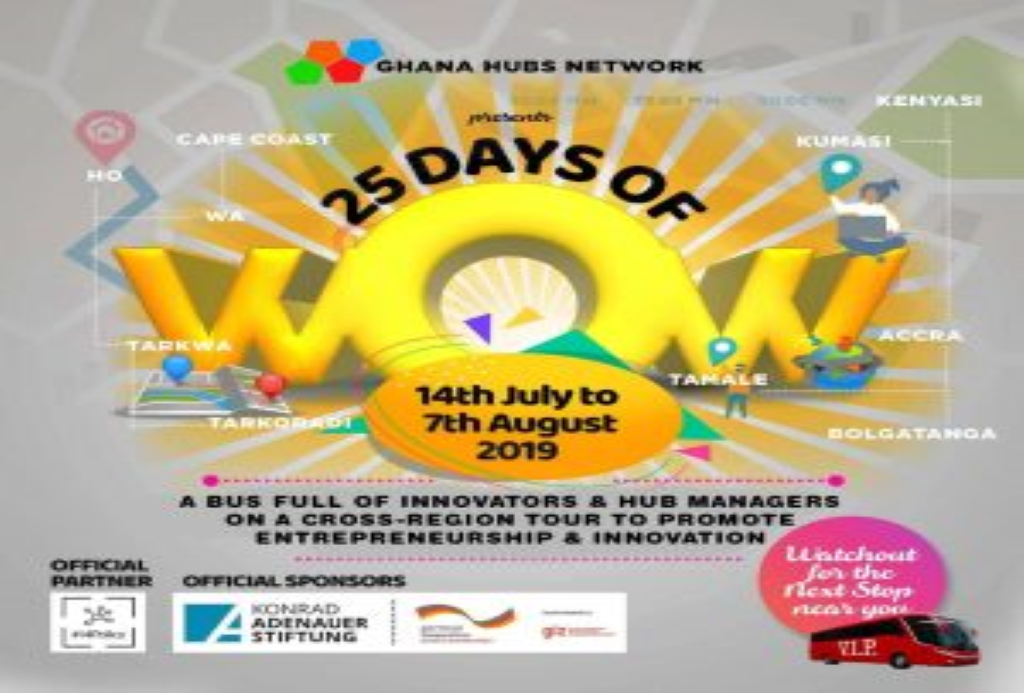 GHANA HUBS NETWORK
presents
25 DAYS OF
WOW
KENYASI
CAPE COAST
KUMASI
HO
WA
TARKWA
ACCRA
TAMALE
TARKORADI
BOLGATANGA
14th July to
7th August
2019
A BUS FULL OF INNOVATORS & HUB MANAGERS
ON A CROSS-REGION TOUR TO PROMOTE
ENTREPRENEURSHIP & INNOVATION
Watchout
for the
Next Stop
near you
V.I.P.
OFFICIAL
PARTNER
OFFICIAL SPONSORS
KONRAD
ADENAUER
STIFTUNG
giz